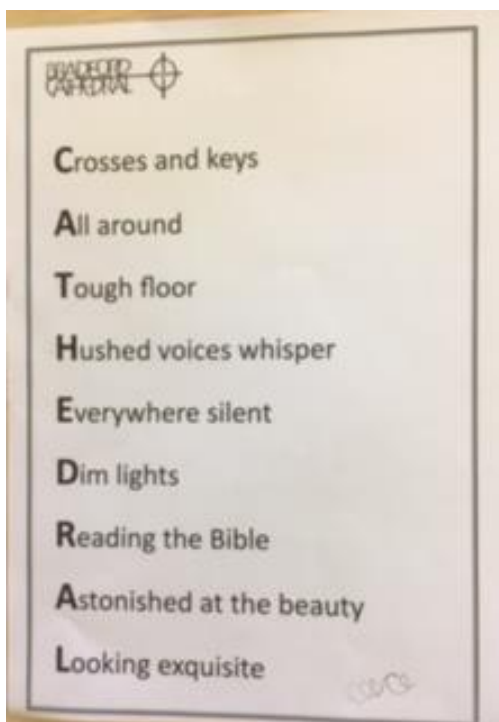 BRADFORD
CATHEDRAL
Crosses and keys
All around
Tough floor
Hushed voices whisper
Everywhere silent
Dim lights
Reading the Bible
Astonished at the beauty
Looking exquisite